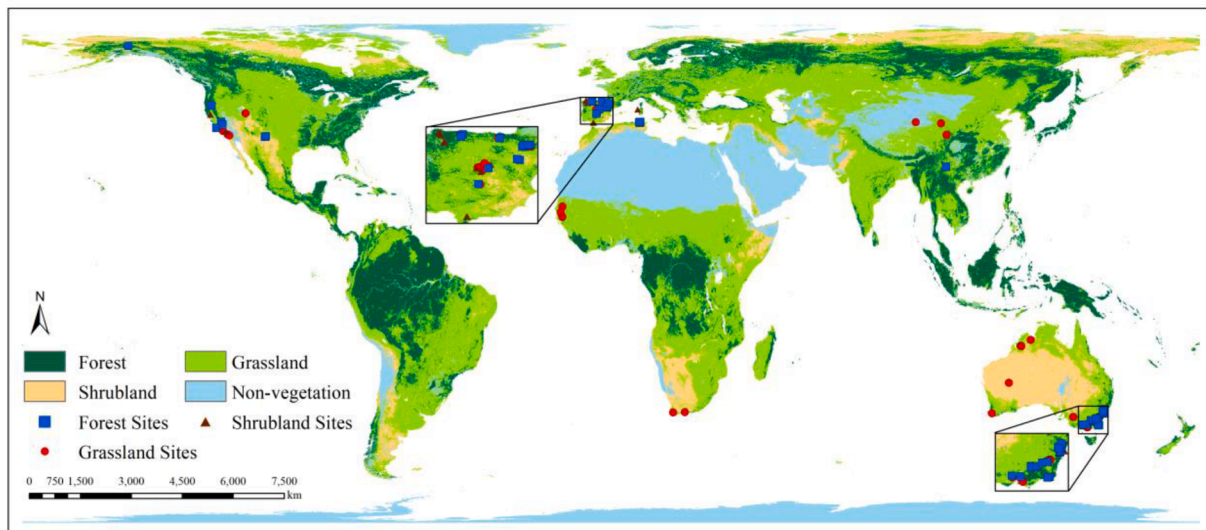 N
Forest
Grassland
Shrubland
Non-vegetation
Forest Sites
Shrubland Sites
Grassland Sites
0 750 1,500 3,000 4,500 6,000 7,500
km